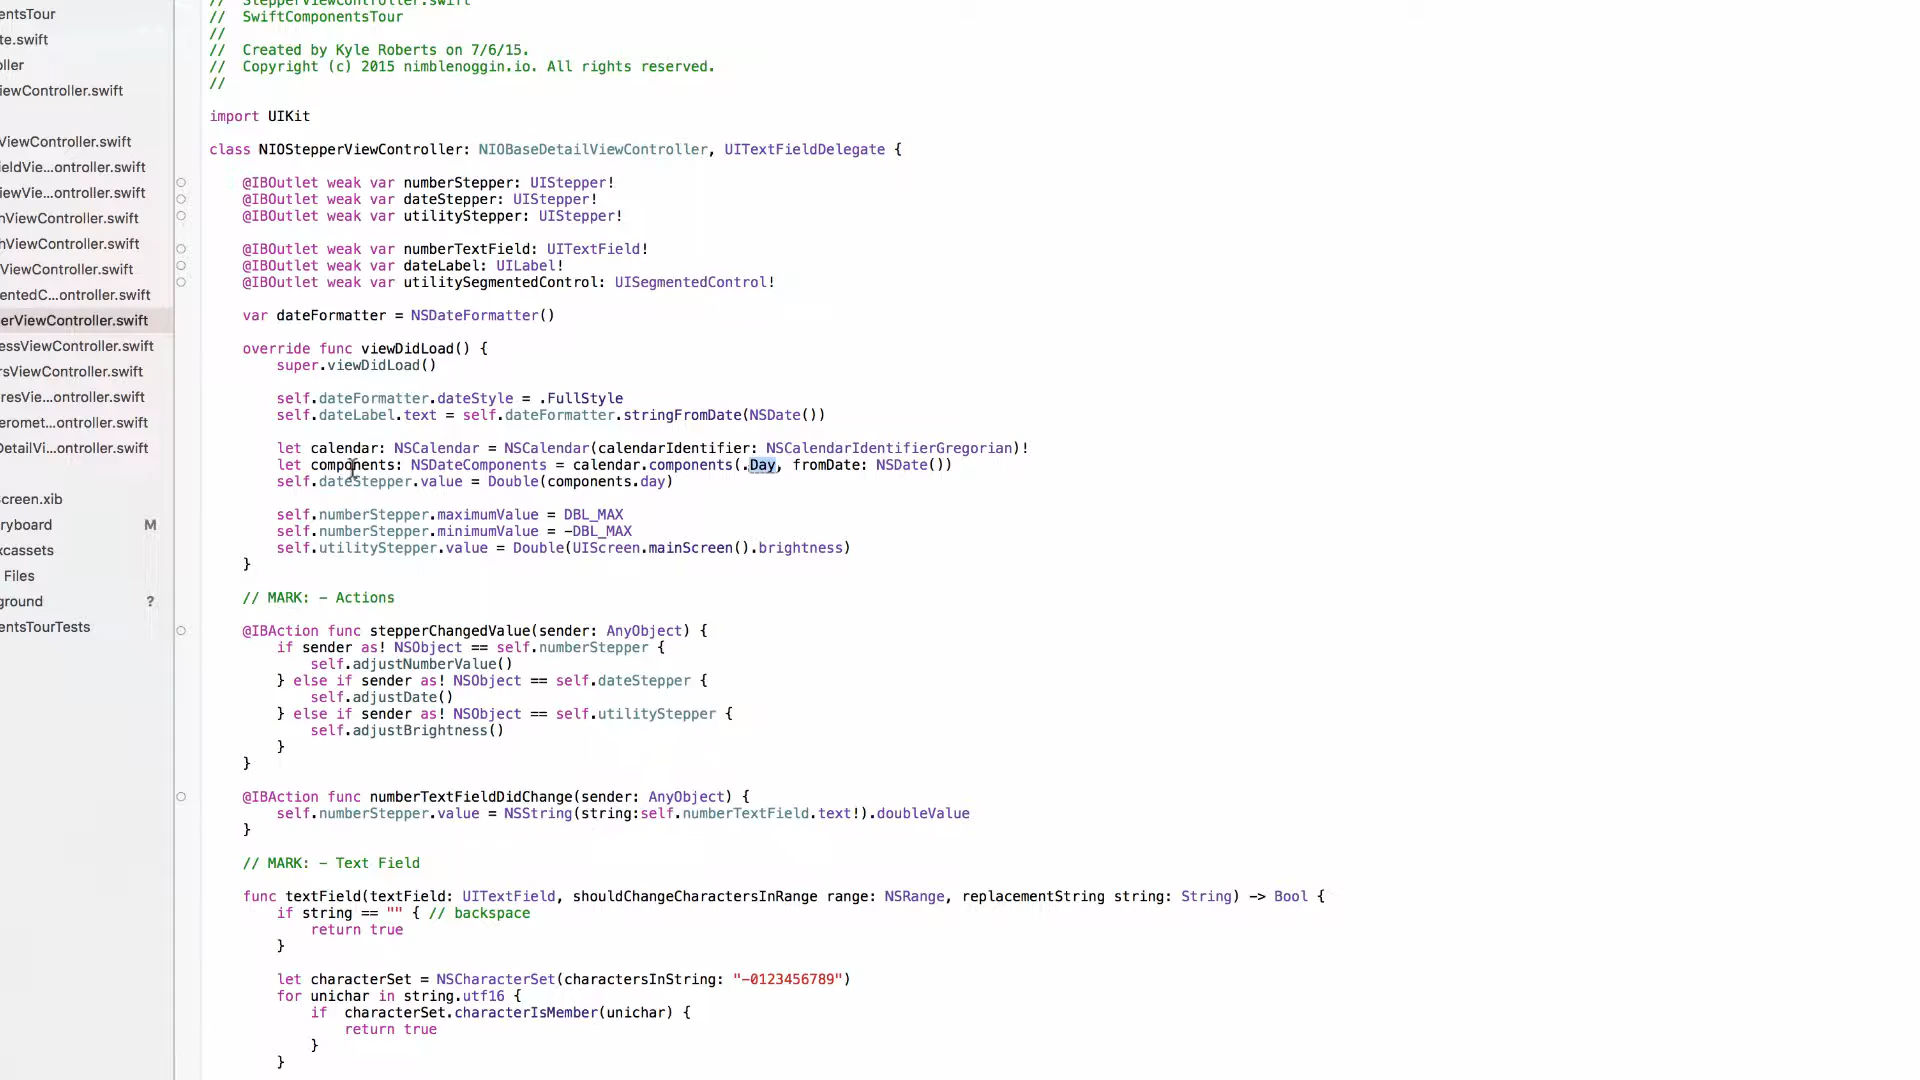 entsTour
te.swift
oller
iewController.swift
ViewController.swift
ieldVie...ontroller.swift
iewVie...ontroller.swift
hViewController.swift
hViewController.swift
ViewController.swift
entedC...ontroller.swift
erViewController.swift
essViewController.swift
rsViewController.swift
resVie...ontroller.swift
eromet...ontroller.swift
DetailVi...ontroller.swift
creen.xib
ryboard M
xcassets
Files
ground ?
entsTourTests
// StepperViewController.swift
// SwiftComponentsTour
//
// Created by Kyle Roberts on 7/6/15.
// Copyright (c) 2015 nimblenoggin.io. All rights reserved.
//
import UIKit
class NIOStepperViewController: NIOBaseDetailViewController, UITextFieldDelegate {
@IBOutlet weak var numberStepper: UIStepper!
@IBOutlet weak var dateStepper: UIStepper!
@IBOutlet weak var utilityStepper: UIStepper!
@IBOutlet weak var numberTextField: UITextField!
@IBOutlet weak var dateLabel: UILabel!
@IBOutlet weak var utilitySegmentedControl: UISegmentedControl!
var dateFormatter = NSDateFormatter()
override func viewDidLoad() {
super.viewDidLoad()
self.dateFormatter.dateStyle = .FullStyle
self.dateLabel.text = self.dateFormatter.stringFromDate(NSDate())
let calendar: NSCalendar = NSCalendar(calendarIdentifier: NSCalendarIdentifierGregorian)!
let components: NSDateComponents = calendar.components(.Day, fromDate: NSDate())
self.dateStepper.value = Double(components.day)
self.numberStepper.maximumValue = DBL_MAX
self.numberStepper.minimumValue = -DBL_MAX
self.utilityStepper.value = Double(UIScreen.mainScreen().brightness)
}
// MARK: - Actions
@IBAction func stepperChangedValue(sender: AnyObject) {
if sender as! NSObject == self.numberStepper {
self.adjustNumberValue()
} else if sender as! NSObject == self.dateStepper {
self.adjustDate()
} else if sender as! NSObject == self.utilityStepper {
self.adjustBrightness()
}
}
@IBAction func numberTextFieldDidChange(sender: AnyObject) {
self.numberStepper.value = NSString(string:self.numberTextField.text!).doubleValue
}
// MARK: - Text Field
func textField(textField: UITextField, shouldChangeCharactersInRange range: NSRange, replacementString string: String) -> Bool {
if string == "" { // backspace
return true
}
let characterSet = NSCharacterSet(charactersInString: "-0123456789")
for unichar in string.utf16 {
if  characterSet.characterIsMember(unichar) {
return true
}
}